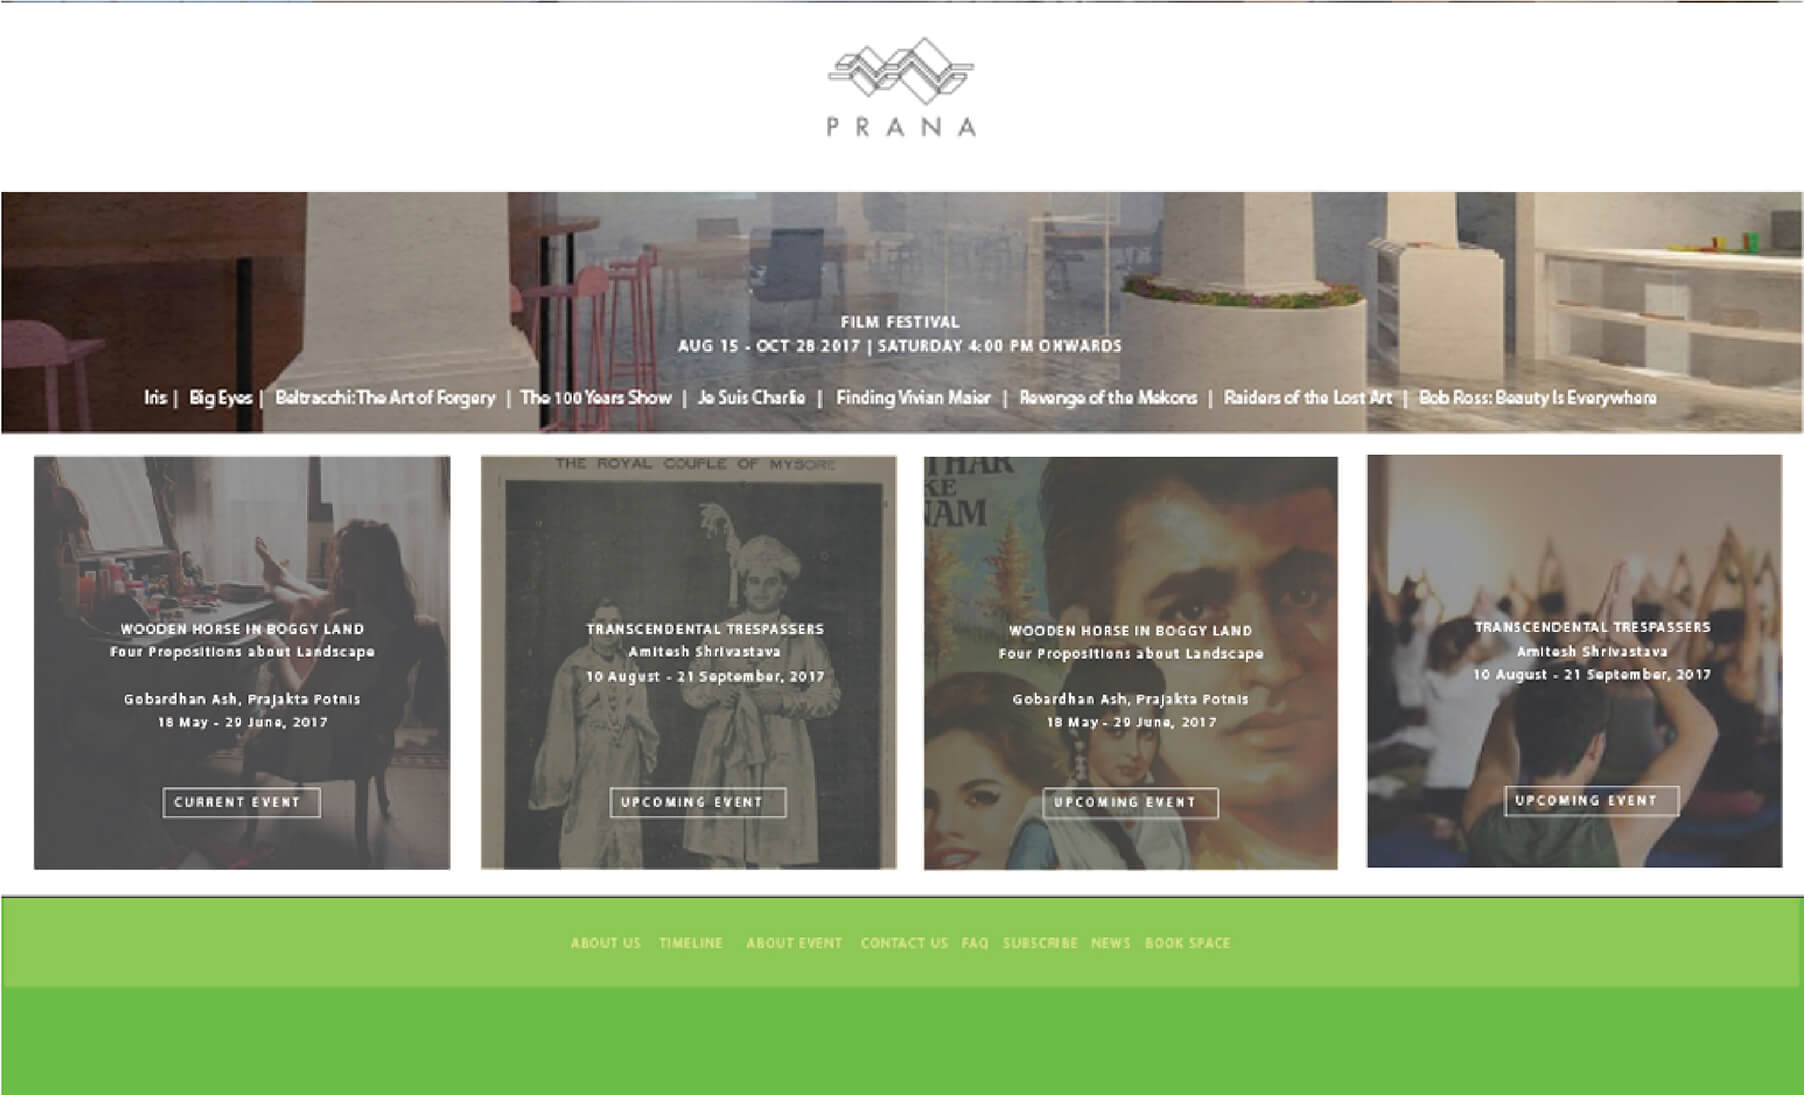 PRANA
FILM FESTIVAL
AUG 15 - OCT 28 2017 | SATURDAY 4:00 PM ONWARDS
Iris | Big Eyes | Beltracchi: The Art of Forgery | The 100 Years Show | Je Suis Charlie | Finding Vivian Maier | Revenge of the Mekons | Raiders of the Lost Art | Bob Ross: Beauty Is Everywhere
WOODEN HORSE IN BOGGY LAND
Four Propositions about Landscape
Gobardhan Ash, Prajakta Potnis
18 May - 29 June, 2017
CURRENT EVENT
THE ROYAL COUPLE OF MYSORE
TRANSCENDENTAL TRESPASSERS
Amitesh Shrivastava
10 August - 21 September, 2017
UPCOMING EVENT
THAR
KE
NAM
WOODEN HORSE IN BOGGY LAND
Four Propositions about Landscape
Gobardhan Ash, Prajakta Potnis
18 May - 29 June, 2017
UPCOMING EVENT
TRANSCENDENTAL TRESPASSERS
Amitesh Shrivastava
10 August - 21 September, 2017
UPCOMING EVENT
ABOUT US TIMELINE ABOUT EVENT CONTACT US FAQ SUBSCRIBE NEWS BOOK SPACE